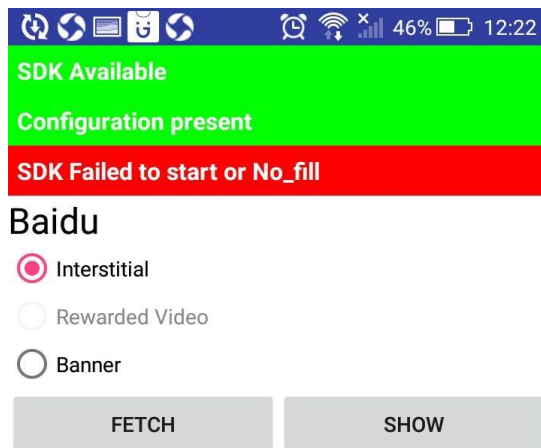 46% 12:22
SDK Available
Configuration present
SDK Failed to start or No_fill
Baidu
Interstitial
Rewarded Video
Banner
FETCH SHOW